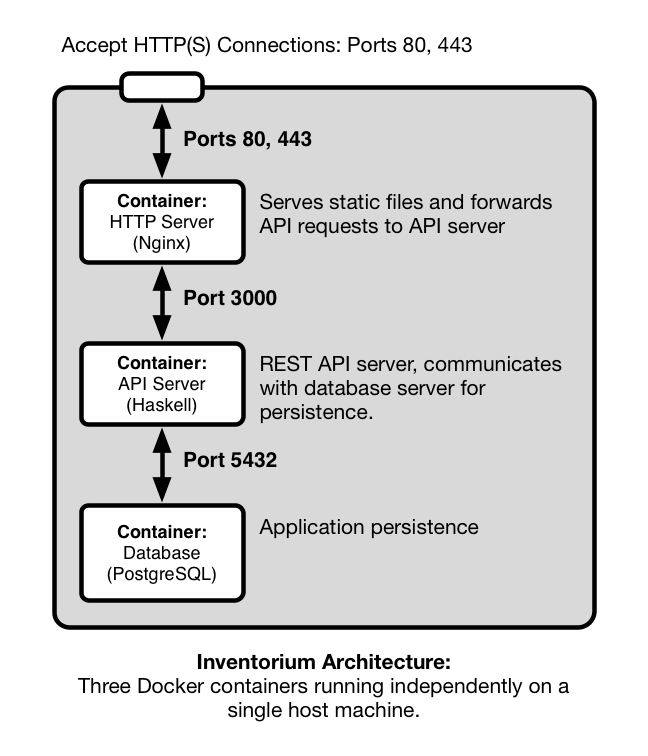 Accept HTTP(S) Connections: Ports 80, 443
Ports 80, 443
Container:
HTTP Server
(Nginx)
Serves static files and forwards
API requests to API server
Port 3000
Container:
API Server
(Haskell)
REST API server, communicates
with database server for
persistence.
Port 5432
Container:
Database
(PostgreSQL)
Application persistence
Inventorium Architecture:
Three Docker containers running independently on a
single host machine.